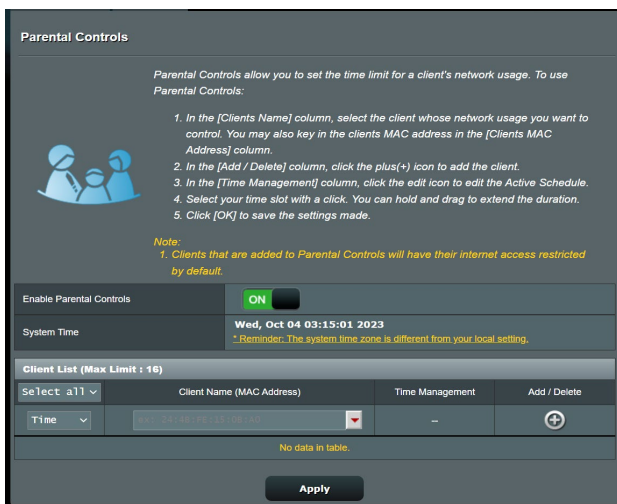 Parental Controls
Parental Controls allow you to set the time limit for a client's network usage. To use
Parental Controls:
1. In the [Clients Name] column, select the client whose network usage you want to
control. You may also key in the clients MAC address in the [Clients MAC
Address] column.
2. In the [Add / Delete] column, click the plus(+) icon to add the client.
3. In the [Time Management] column, click the edit icon to edit the Active Schedule.
4. Select your time slot with a click. You can hold and drag to extend the duration.
5. Click [OK] to save the settings made.
Note:
1. Clients that are added to Parental Controls will have their internet access restricted
by default.
Enable Parental Controls
ON
System Time
Wed, Oct 04 03:15:01 2023
* Reminder: The system time zone is different from your local setting.
Client List (Max Limit : 16)
Select all
Client Name (MAC Address)
Time Management
Add / Delete
Time
--
No data in table.
Apply